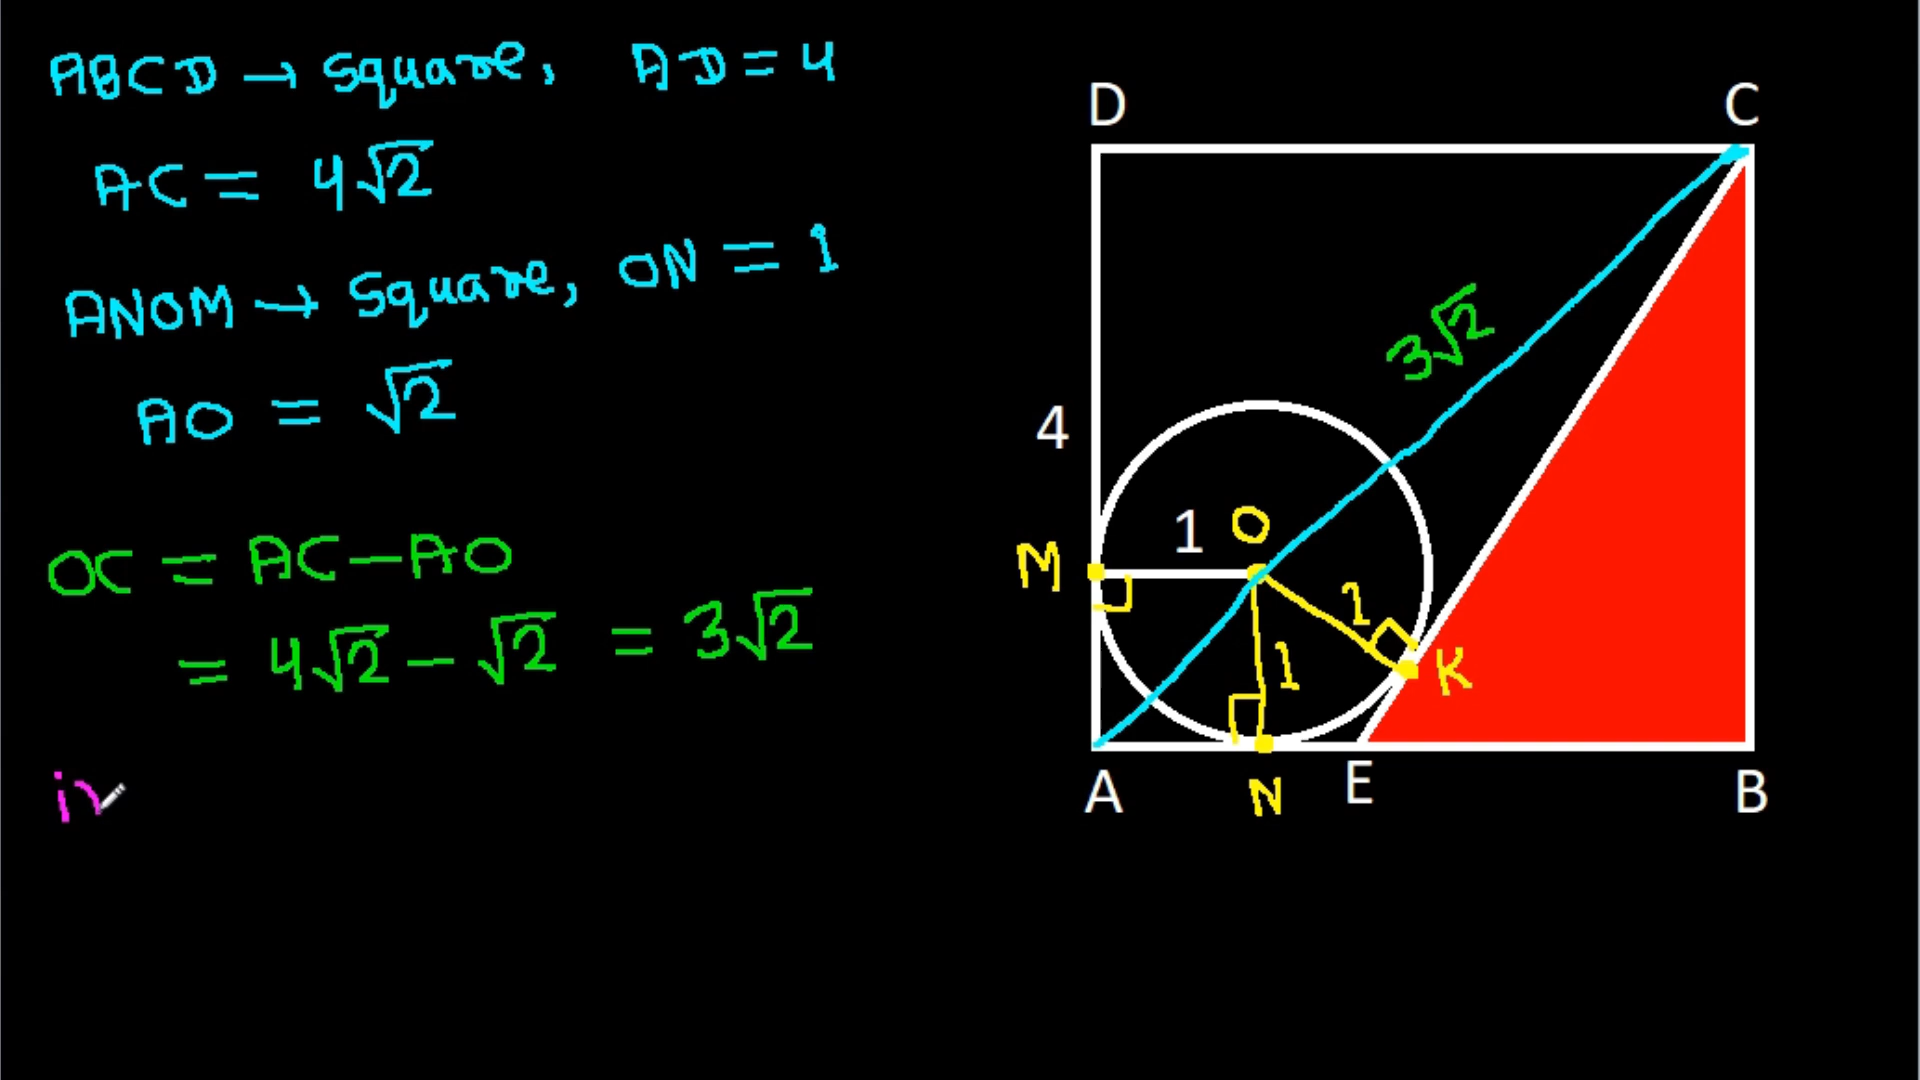 ABCD → square, AD = 4
AC = 4√2
ANOM → square, ON = 1
AO = √2
OC = AC - AO
= 4√2 - √2 = 3√2
in
D
C
3√2
4
1
O
M
1
1
K
A
N
E
B